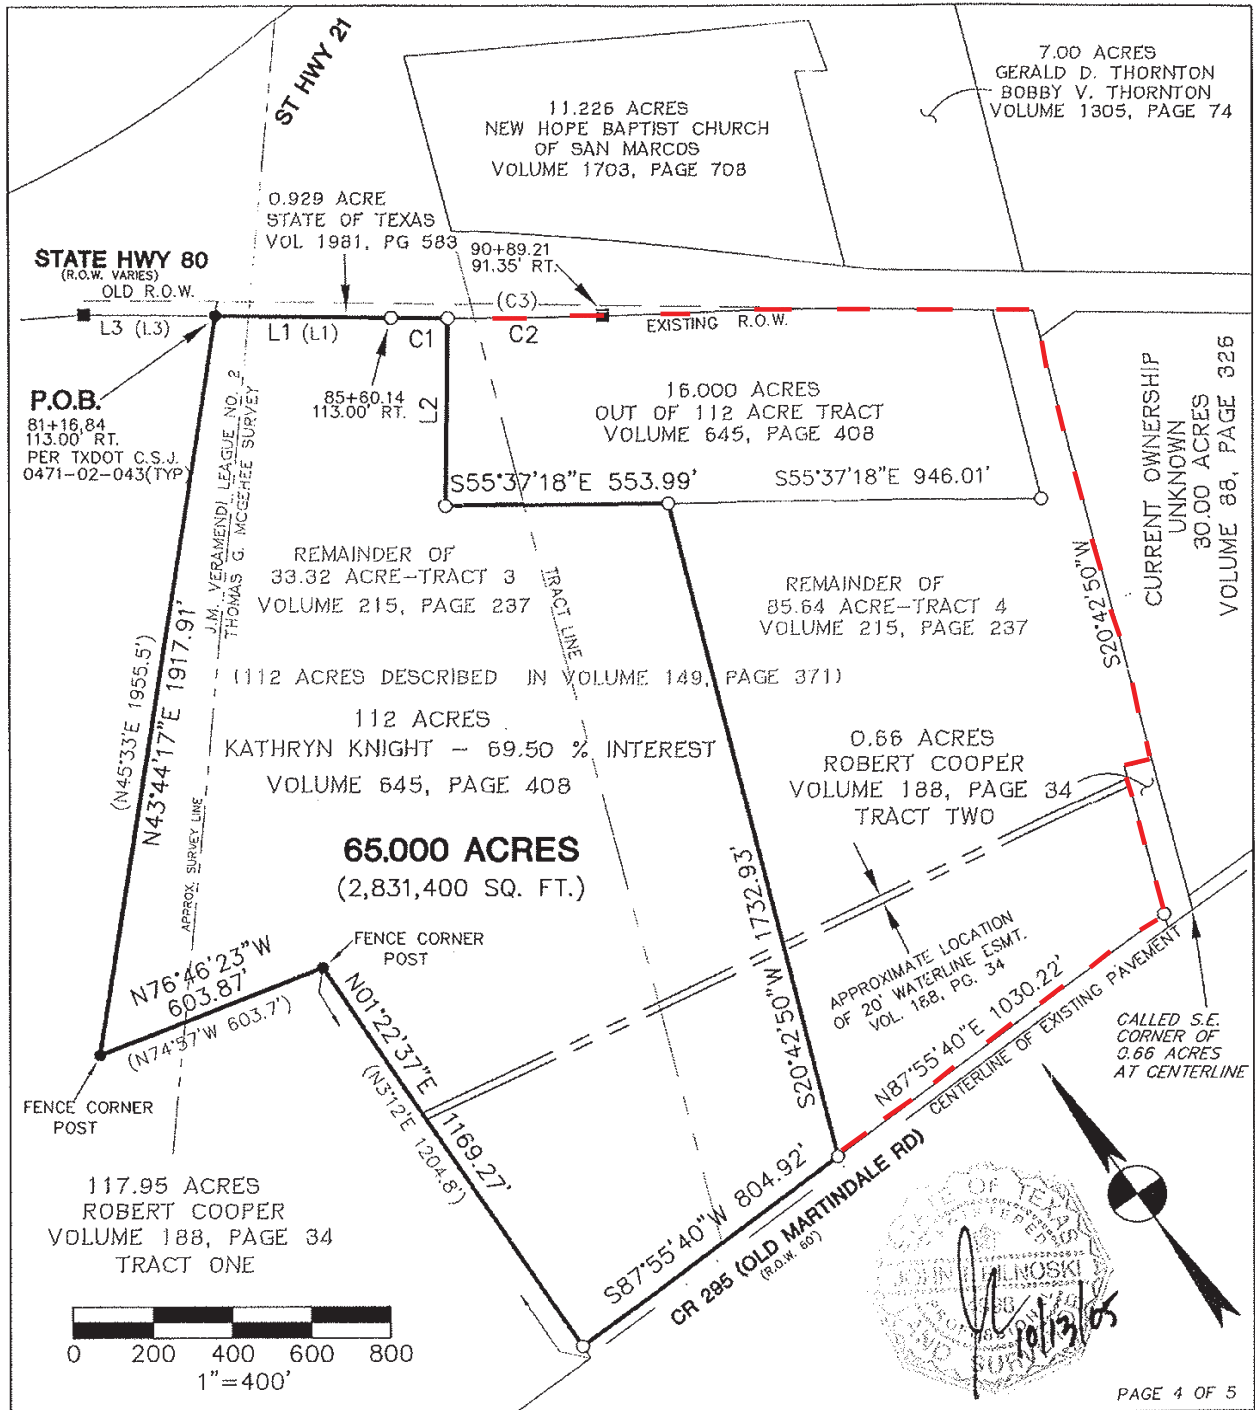 ST HWY 21
7.00 ACRES
GERALD D. THORNTON
BOBBY V. THORNTON
VOLUME 1305, PAGE 74
11.226 ACRES
NEW HOPE BAPTIST CHURCH
OF SAN MARCOS
VOLUME 1703, PAGE 708
0.929 ACRE
STATE OF TEXAS
VOL 1981, PG 583
90+89.21
91.35' RT.
STATE HWY 80
(R.O.W. VARIES)
OLD R.O.W.
L3 (L3)
L1 (L1)
C1
(C3)
C2
EXISTING R.O.W.
P.O.B.
81+16.84
113.00' RT.
PER TXDOT C.S.J.
0471-02-043(TYP)
85+60.14
113.00' RT.
L2
16.000 ACRES
OUT OF 112 ACRE TRACT
VOLUME 645, PAGE 408
CURRENT OWNERSHIP
UNKNOWN
30.00 ACRES
VOLUME 88, PAGE 326
S55°37'18"E 553.99'
S55°37'18"E 946.01'
J.M. VERAMENDI LEAGUE NO. 2
THOMAS G. MCGEHEE SURVEY
REMAINDER OF
33.32 ACRE-TRACT 3
VOLUME 215, PAGE 237
TRACT LINE
REMAINDER OF
85.64 ACRE-TRACT 4
VOLUME 215, PAGE 237
S20°42'50"W
(N45°33'E 1955.5')
N43°44'17"E 1917.91'
(112 ACRES DESCRIBED IN VOLUME 149, PAGE 371)
112 ACRES
KATHRYN KNIGHT - 69.50 % INTEREST
VOLUME 645, PAGE 408
0.66 ACRES
ROBERT COOPER
VOLUME 188, PAGE 34
TRACT TWO
APPROX. SURVEY LINE
65.000 ACRES
(2,831,400 SQ. FT.)
S20°42'50"W 1732.93'
FENCE CORNER
POST
N76°46'23"W
603.87'
(N74°57'W 603.7')
N01°22'37"E 1169.27'
(N3°12'E 1204.8')
APPROXIMATE LOCATION
OF 20' WATERLINE ESMT.
VOL. 188, PG. 34
N87°55'40"E 1030.22'
CENTERLINE OF EXISTING PAVEMENT
CALLED S.E.
CORNER OF
0.66 ACRES
AT CENTERLINE
FENCE CORNER
POST
117.95 ACRES
ROBERT COOPER
VOLUME 188, PAGE 34
TRACT ONE
S87°55'40"W 804.92'
CR 295 (OLD MARTINDALE RD)
(R.O.W. 60')
STATE OF TEXAS
10/13/05
0 200 400 600 800
1"=400'
PAGE 4 OF 5